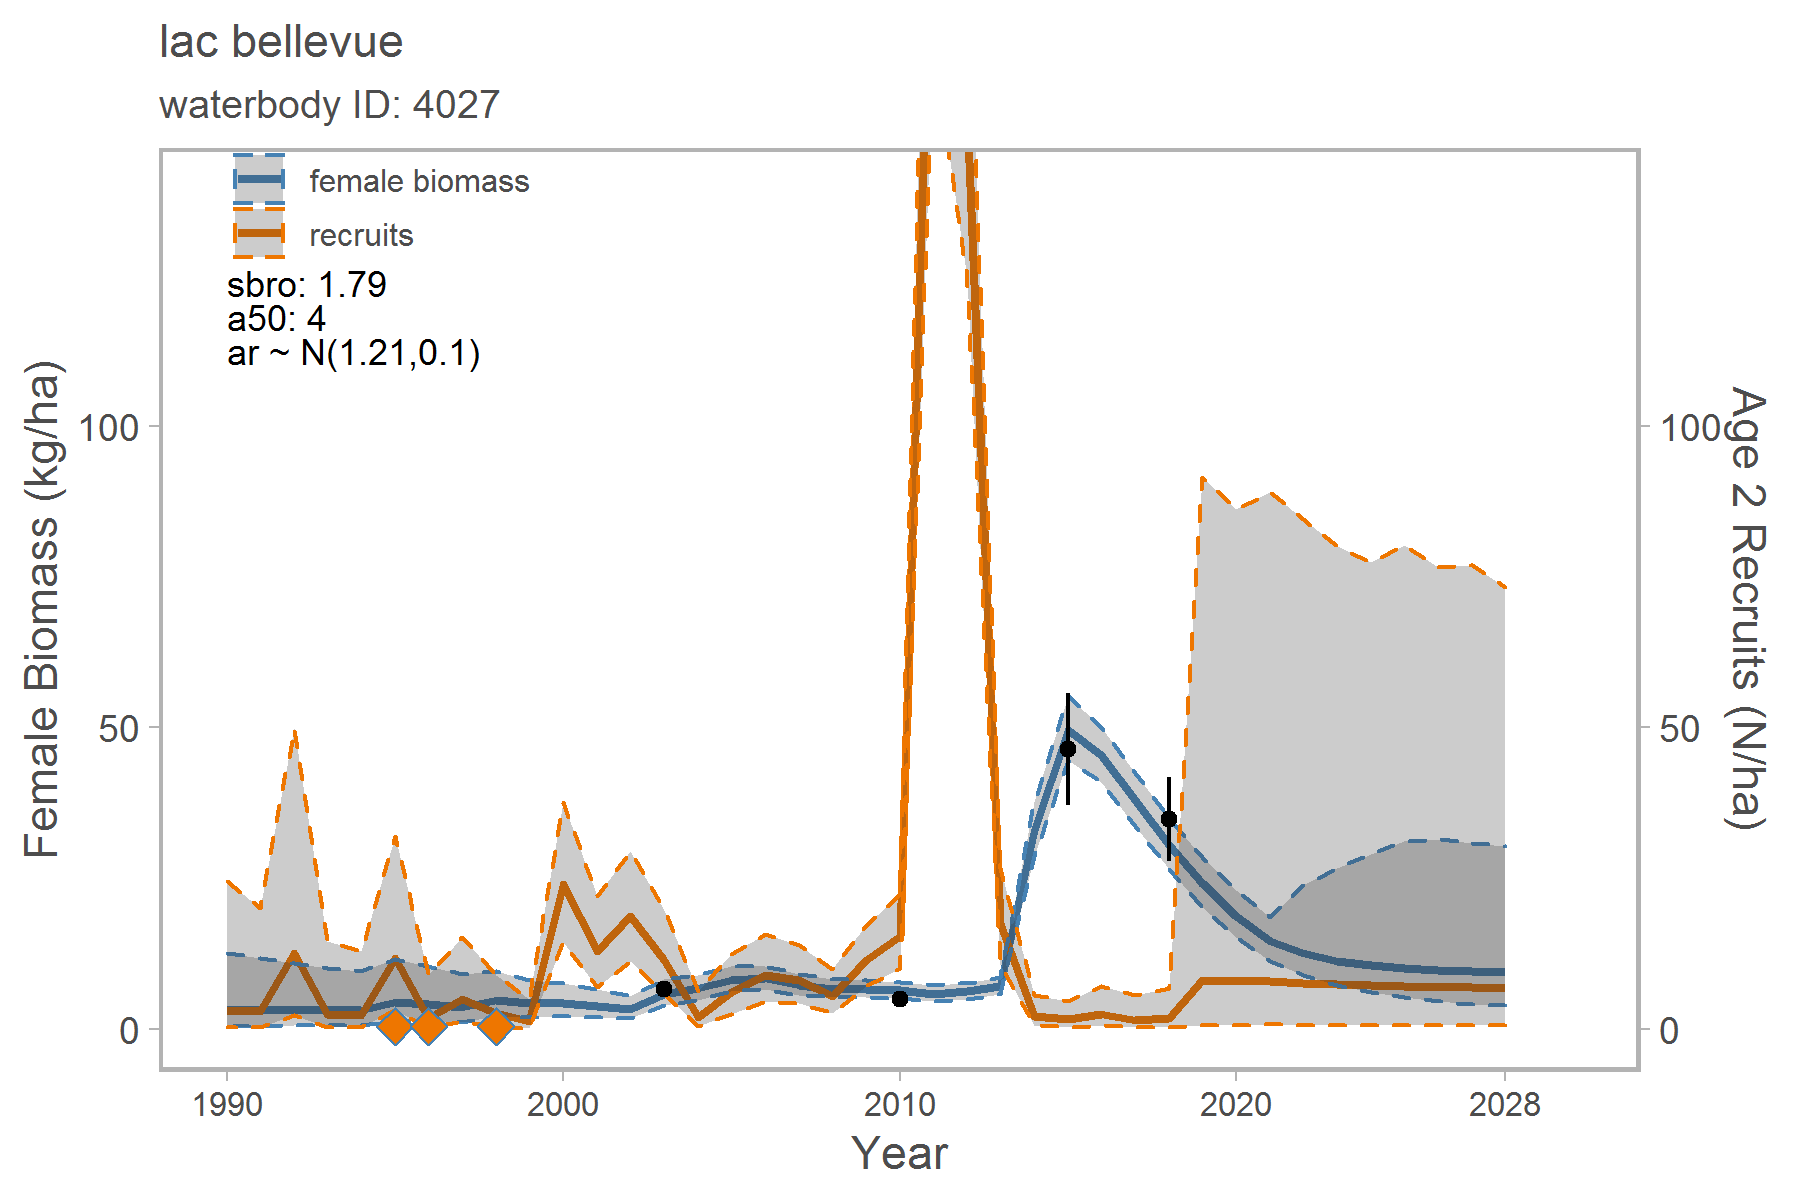 lac bellevue
waterbody ID: 4027
female biomass
recruits
sbro: 1.79
a50: 4
ar ~ N(1.21,0.1)
Female Biomass (kg/ha)
100
50
0
100
50
0
Age 2 Recruits (N/ha)
1990
2000
2010
2020
2028
Year